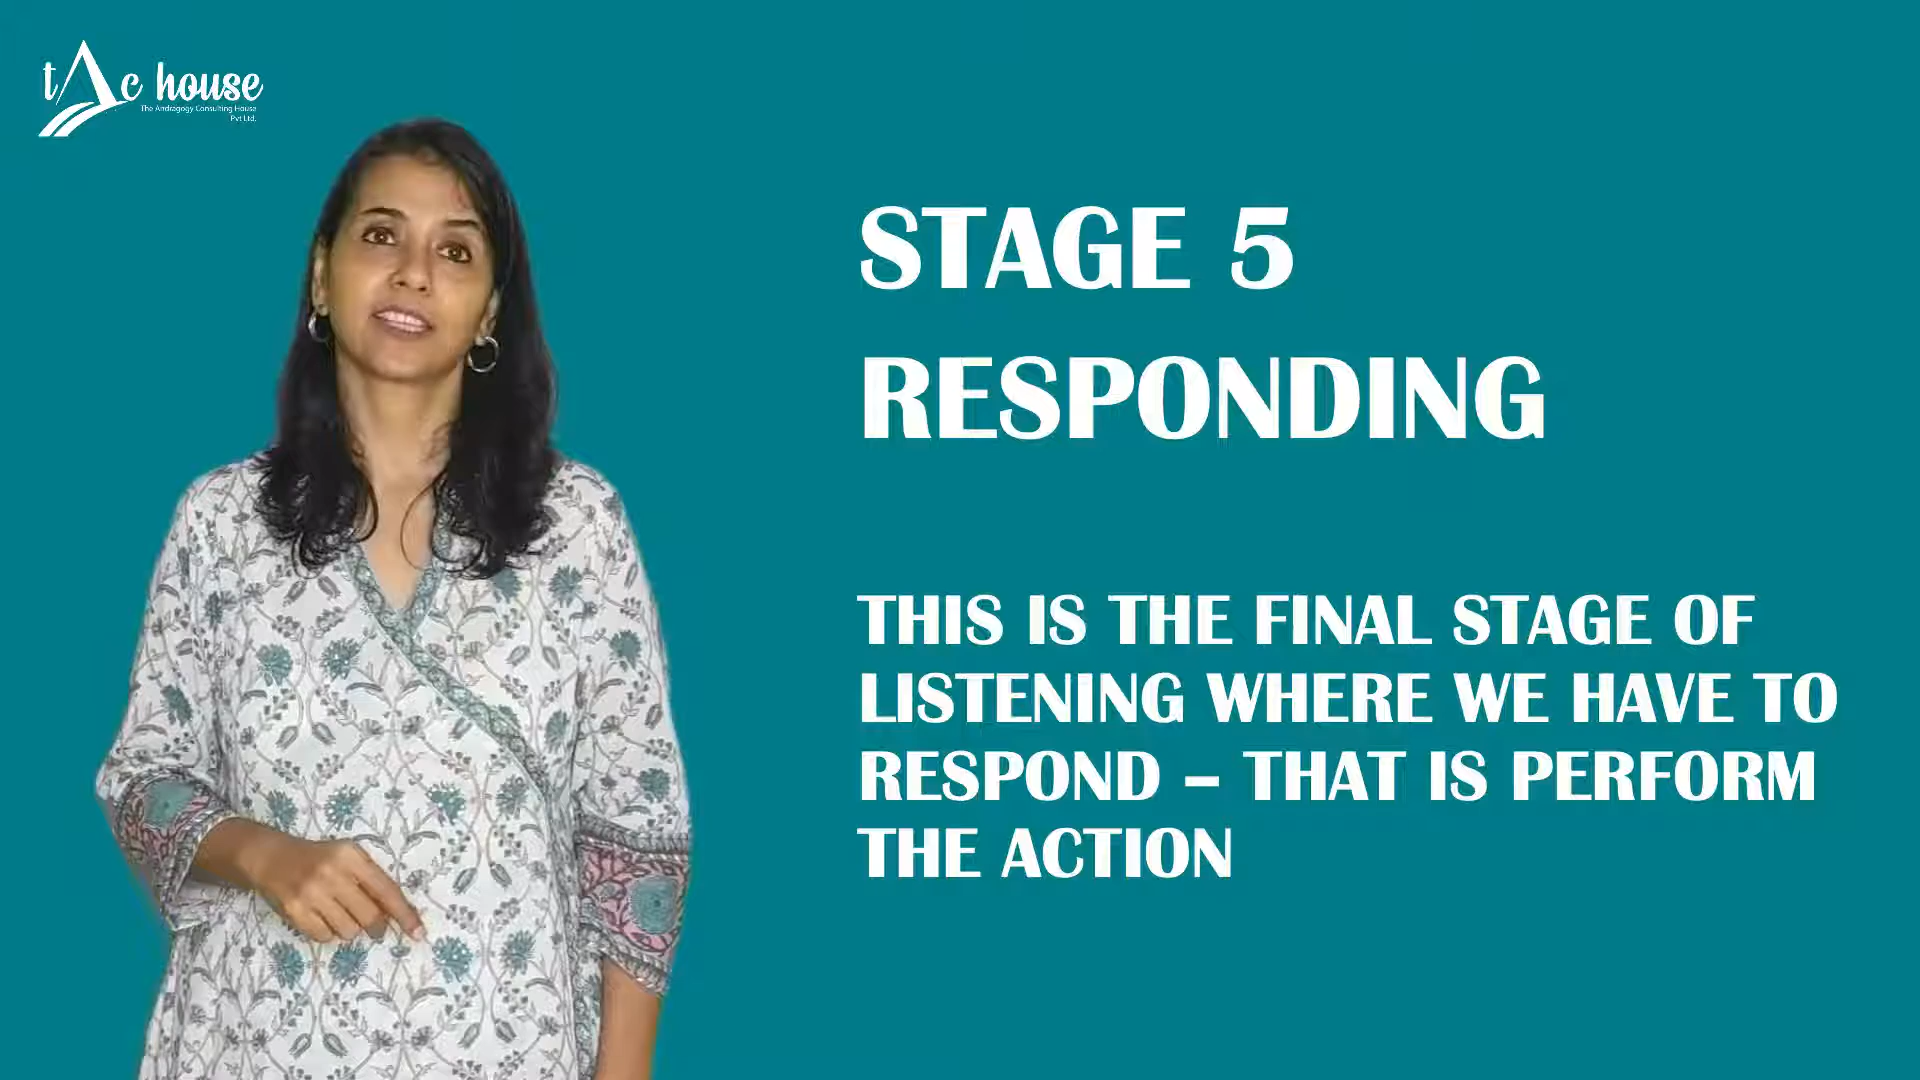 tAc house
The Andragogy Consulting House
Pvt Ltd.
STAGE 5
RESPONDING
THIS IS THE FINAL STAGE OF
LISTENING WHERE WE HAVE TO
RESPOND – THAT IS PERFORM
THE ACTION